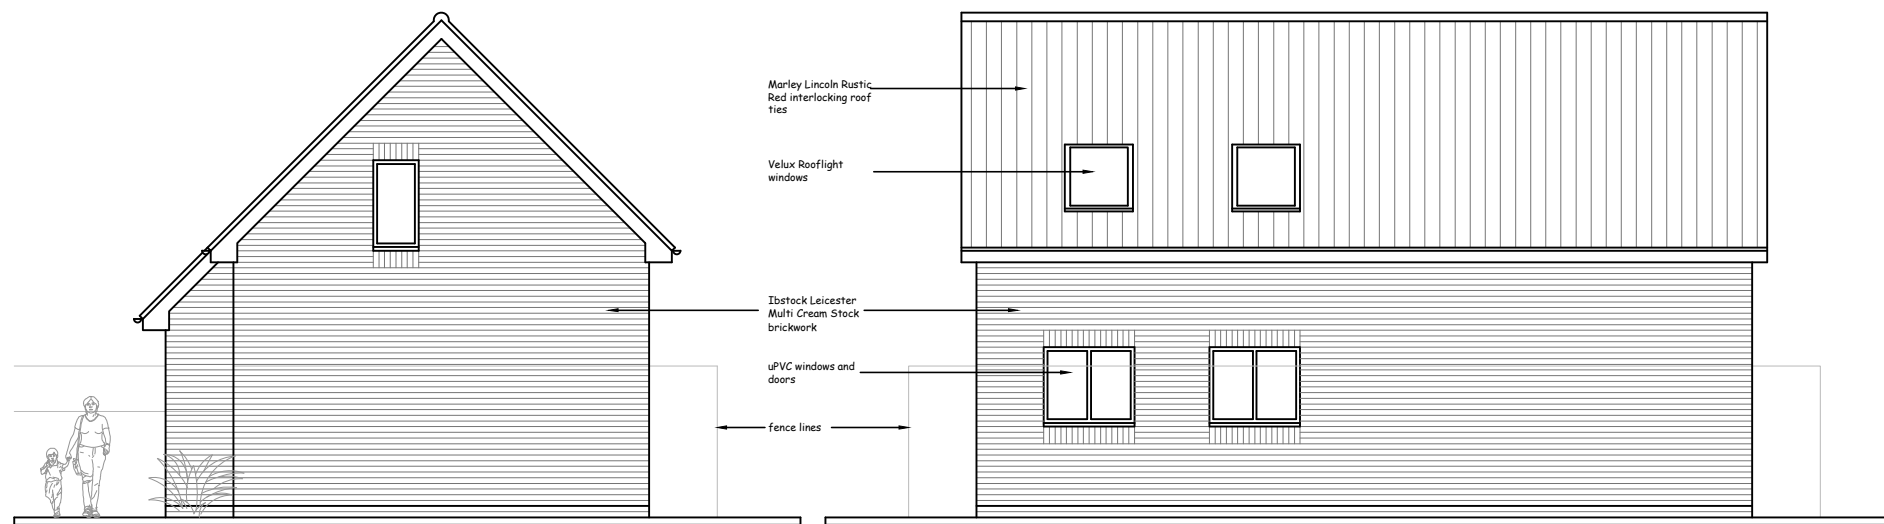 Marley Lincoln Rustic
Red interlocking roof
ties
Velux Rooflight
windows
Ibstock Leicester
Multi Cream Stock
brickwork
uPVC windows and
doors
fence lines